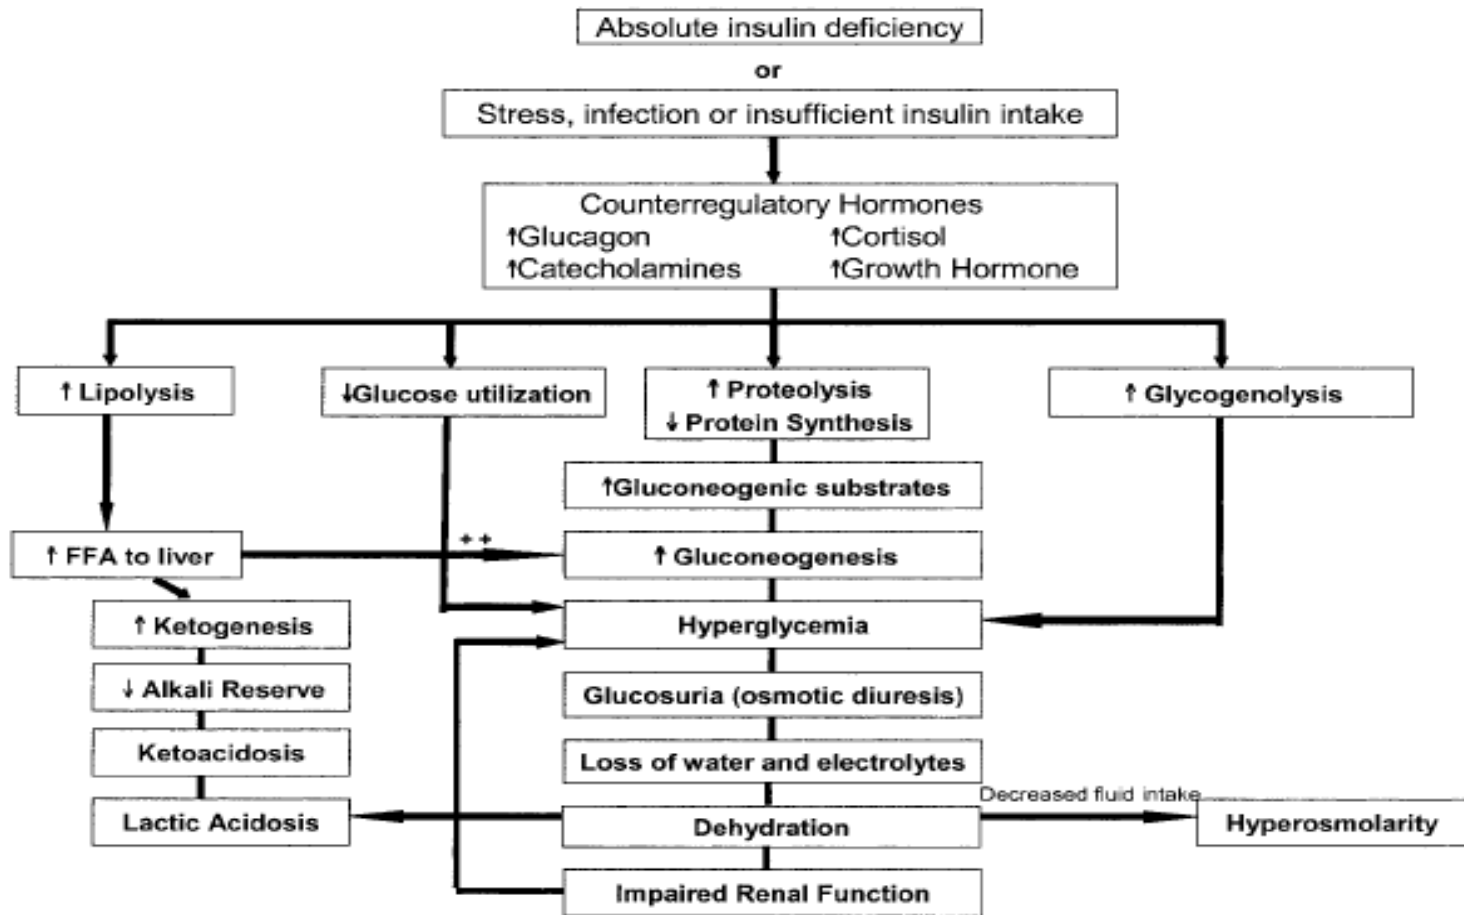 Absolute insulin deficiency
or
Stress, infection or insufficient insulin intake
Counterregulatory Hormones
↑Glucagon ↑Cortisol
↑Catecholamines ↑Growth Hormone
↑ Lipolysis
↓Glucose utilization
↑ Proteolysis
↓ Protein Synthesis
↑ Glycogenolysis
↑Gluconeogenic substrates
↑ FFA to liver
++
↑ Gluconeogenesis
↑ Ketogenesis
Hyperglycemia
↓ Alkali Reserve
Glucosuria (osmotic diuresis)
Ketoacidosis
Loss of water and electrolytes
Lactic Acidosis
Dehydration
Decreased fluid intake
Hyperosmolarity
Impaired Renal Function